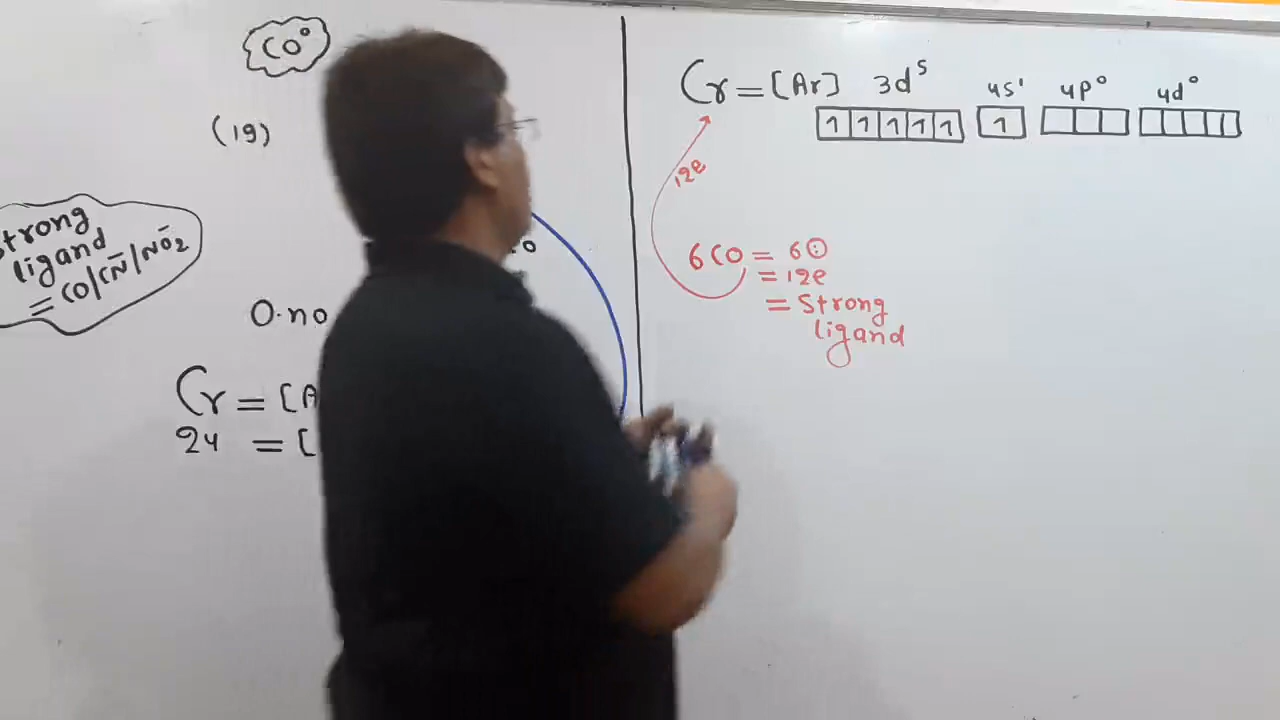 CO°
(19)
strong
ligand
= CO/CN̄/NO₂⁻
O.no
Cr = [A
24 = [
Cr = [Ar] 3d⁵ 4s¹ 4p⁰ 4d⁰
1 1 1 1 1 1
12e
6CO = 6
= 12e
= Strong
ligand